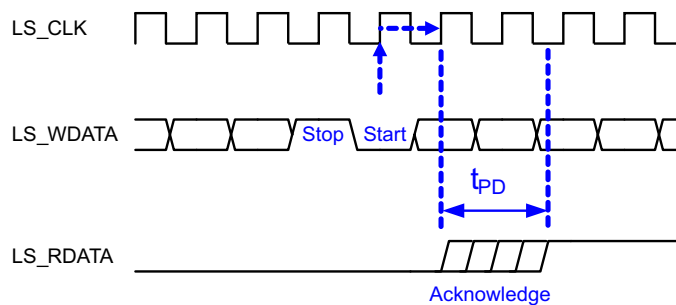 LS_CLK
LS_WDATA
Stop
Start
tPD
LS_RDATA
Acknowledge